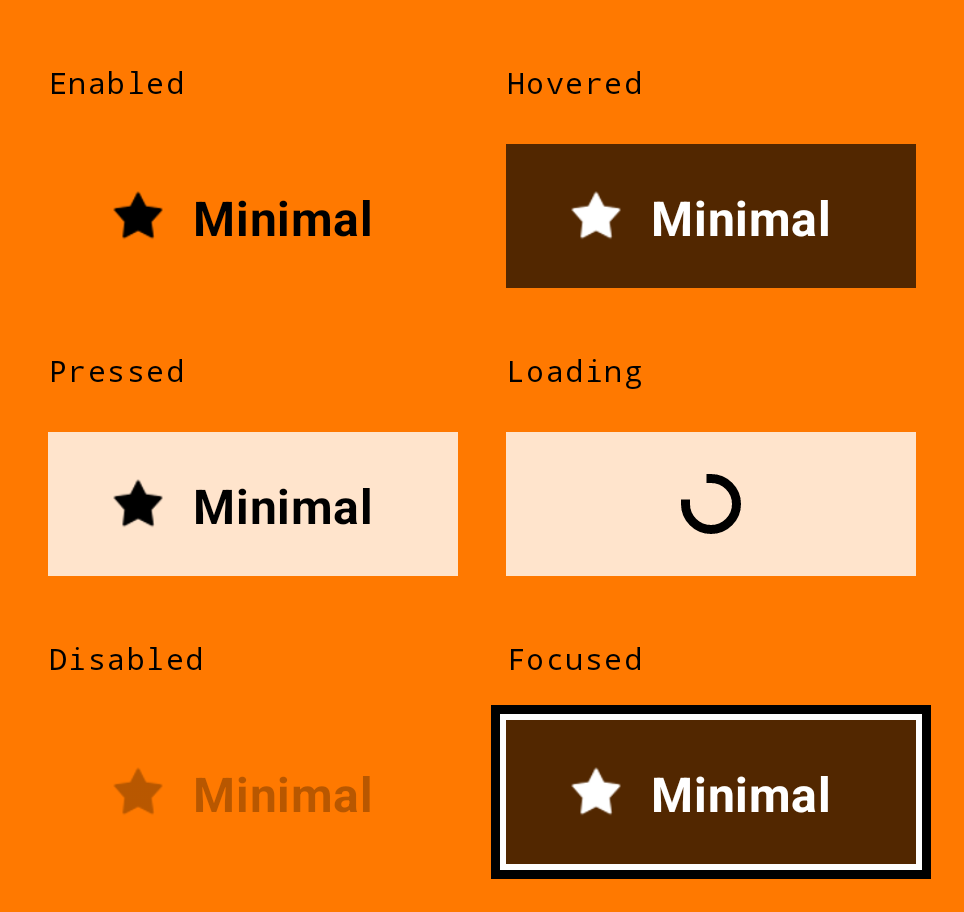 Enabled
Hovered
Minimal
Minimal
Pressed
Loading
Minimal
Disabled
Focused
Minimal
Minimal